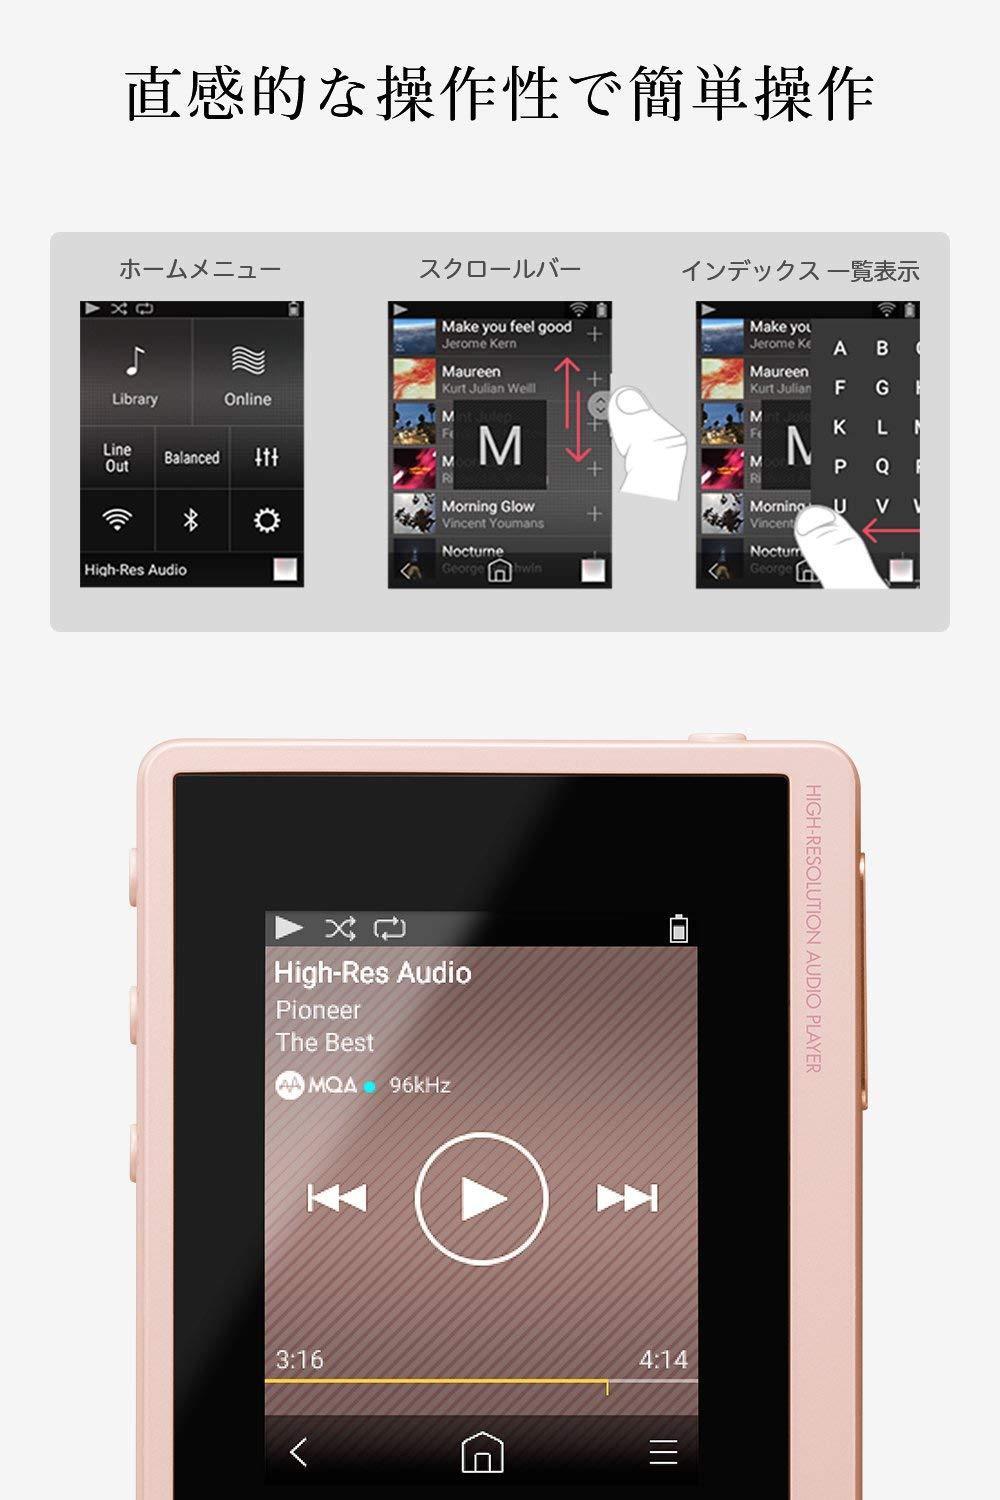 直感的な操作性で簡単操作
ホームメニュー
Library
Online
Line
Out
Balanced
High-Res Audio
スクロールバー
Make you feel good
Jerome Kern
Maureen
Kurt Julian Weill
M
Morning Glow
Vincent Youmans
Nocturne
George
インデックス 一覧表示
Make you
Jerome Ke
Maureen
Kurt Julian
Morning
Vincent
Nocturn
A B
F G
K L
P Q
U V
HIGH-RESOLUTION AUDIO PLAYER
High-Res Audio
Pioneer
The Best
MQA 96kHz
3:16 4:14